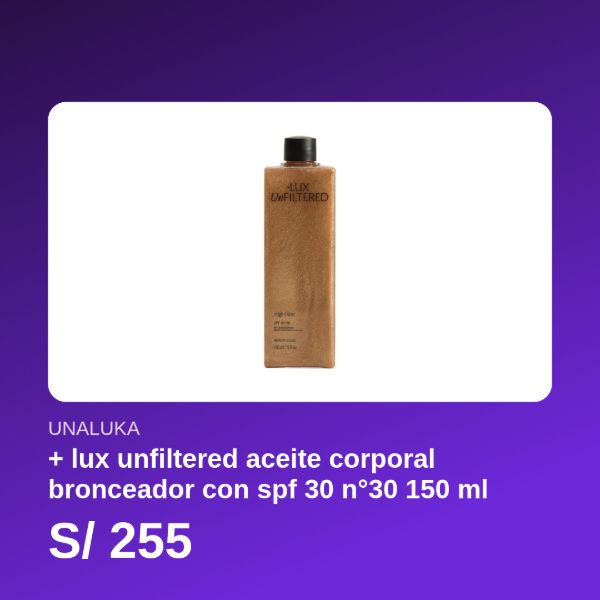 +LUX
UNFILTERED
UNALUKA
+ lux unfiltered aceite corporal
bronceador con spf 30 n°30 150 ml
S/ 255